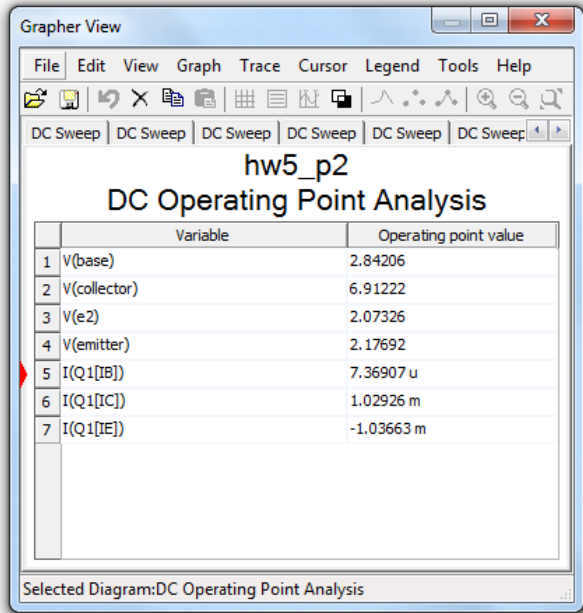 Grapher View
File Edit View Graph Trace Cursor Legend Tools Help
DC Sweep DC Sweep DC Sweep DC Sweep DC Sweep DC Sweep
hw5_p2
DC Operating Point Analysis
Variable Operating point value
1 V(base) 2.84206
2 V(collector) 6.91222
3 V(e2) 2.07326
4 V(emitter) 2.17692
5 I(Q1[IB]) 7.36907 u
6 I(Q1[IC]) 1.02926 m
7 I(Q1[IE]) -1.03663 m
Selected Diagram:DC Operating Point Analysis